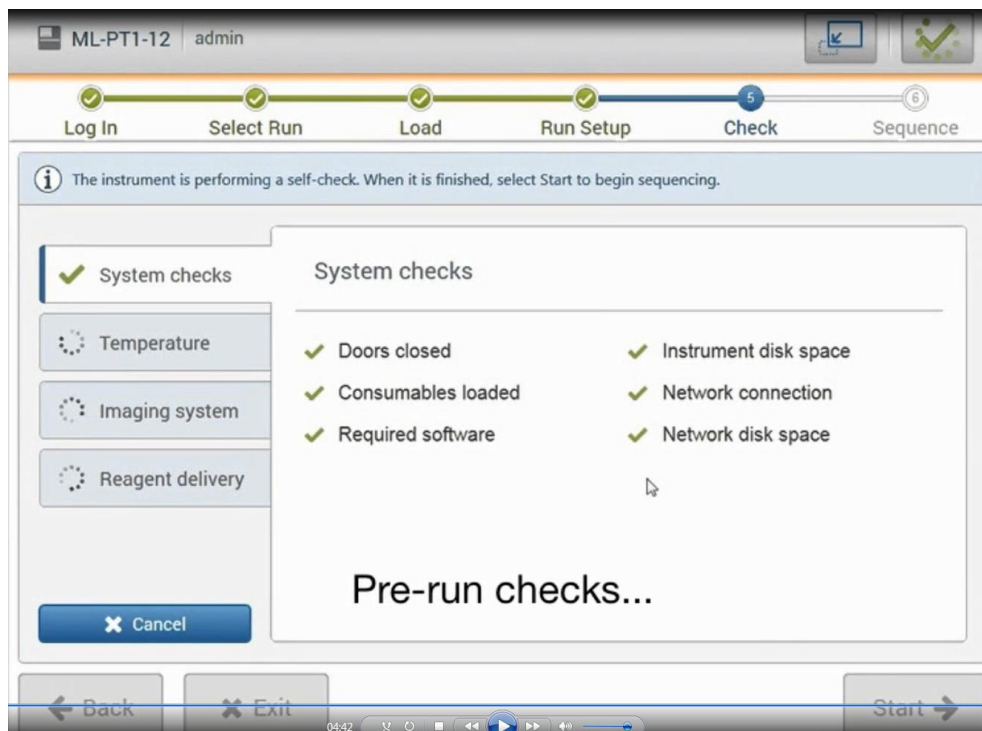 ML-PT1-12 admin
5 6
Log In Select Run Load Run Setup Check Sequence
The instrument is performing a self-check. When it is finished, select Start to begin sequencing.
System checks
Temperature
Imaging system
Reagent delivery
Cancel
System checks
Doors closed
Consumables loaded
Required software
Instrument disk space
Network connection
Network disk space
Pre-run checks...
Back Exit Start
04:42